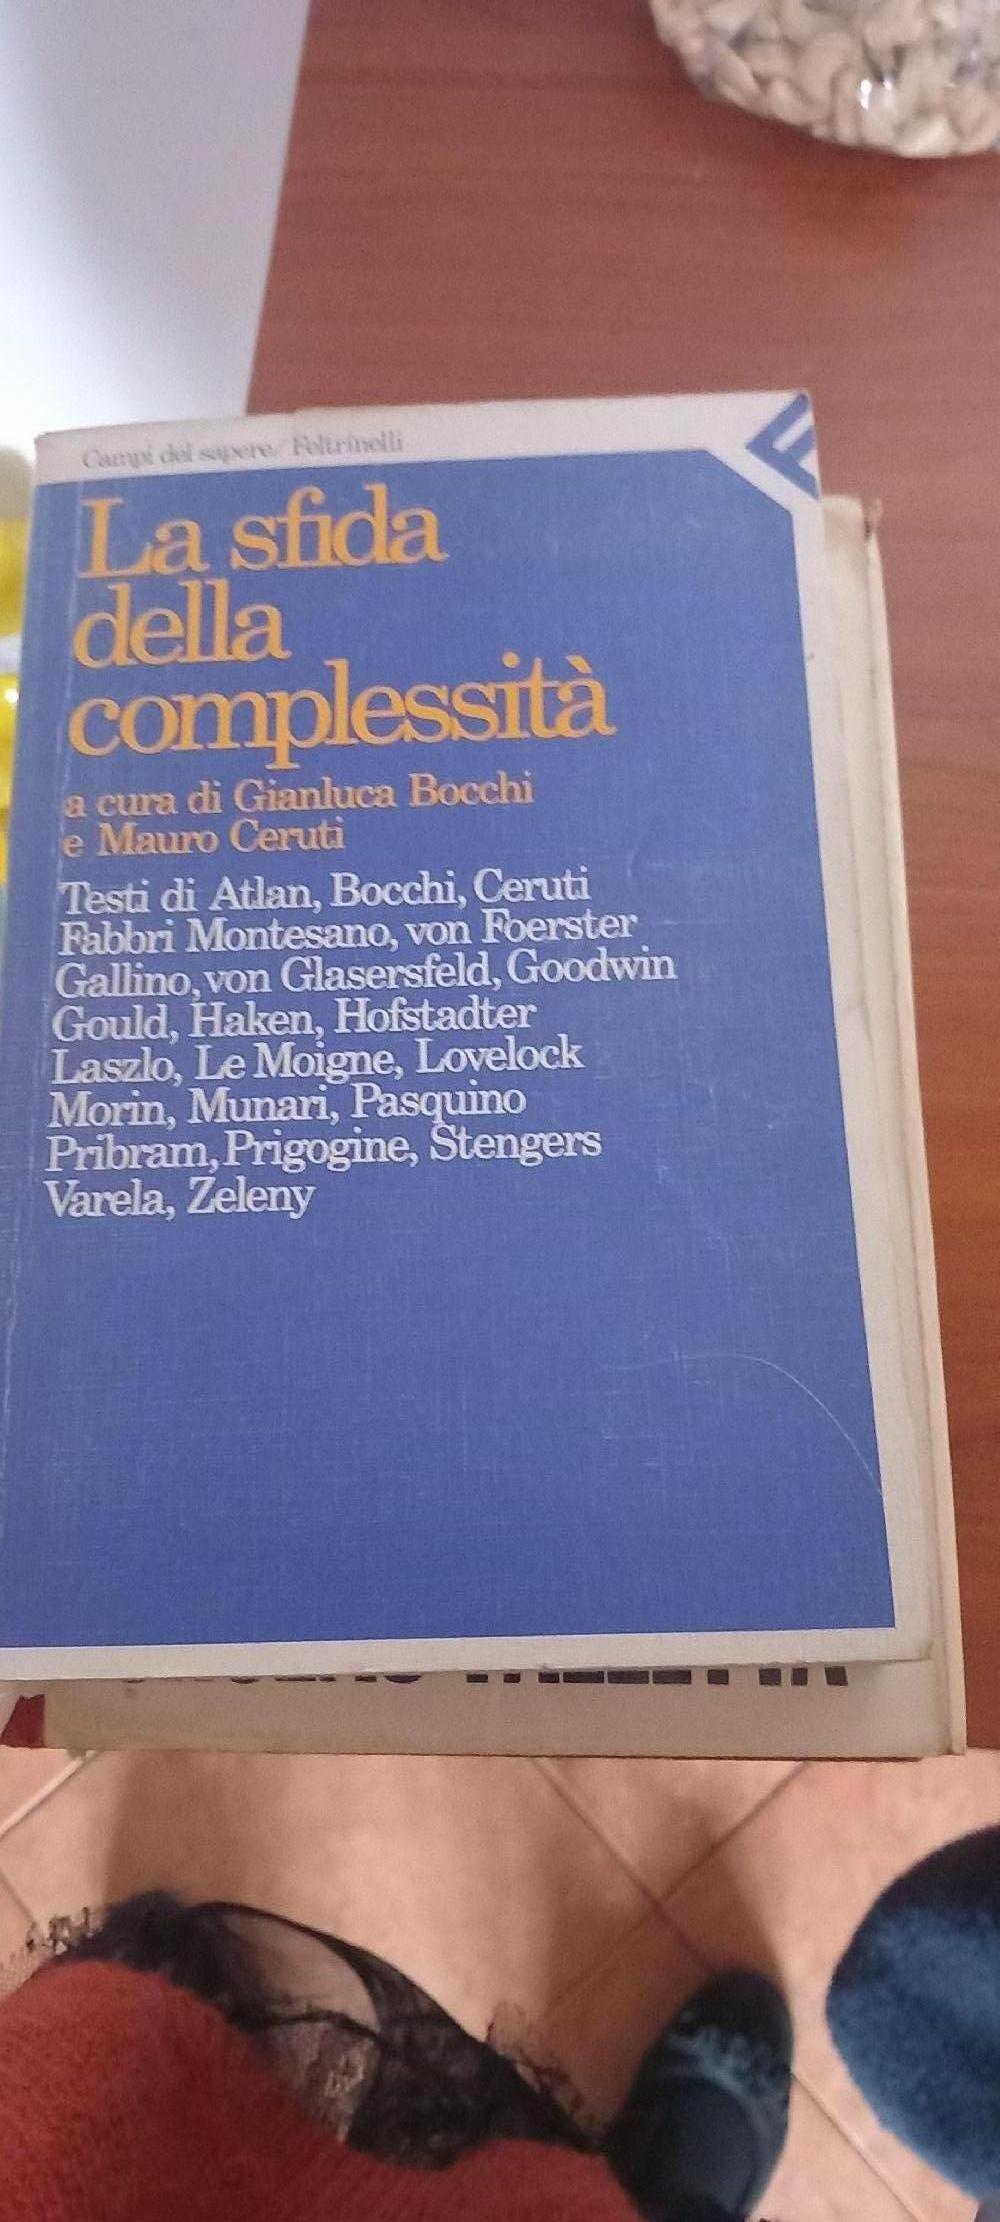 Campi del sapere/Feltrinelli
La sfida
della
complessità
a cura di Gianluca Bocchi
e Mauro Ceruti
Testi di Atlan, Bocchi, Ceruti
Fabbri Montesano, von Foerster
Gallino, von Glasersfeld, Goodwin
Gould, Haken, Hofstadter
Laszlo, Le Moigne, Lovelock
Morin, Munari, Pasquino
Pribram, Prigogine, Stengers
Varela, Zeleny